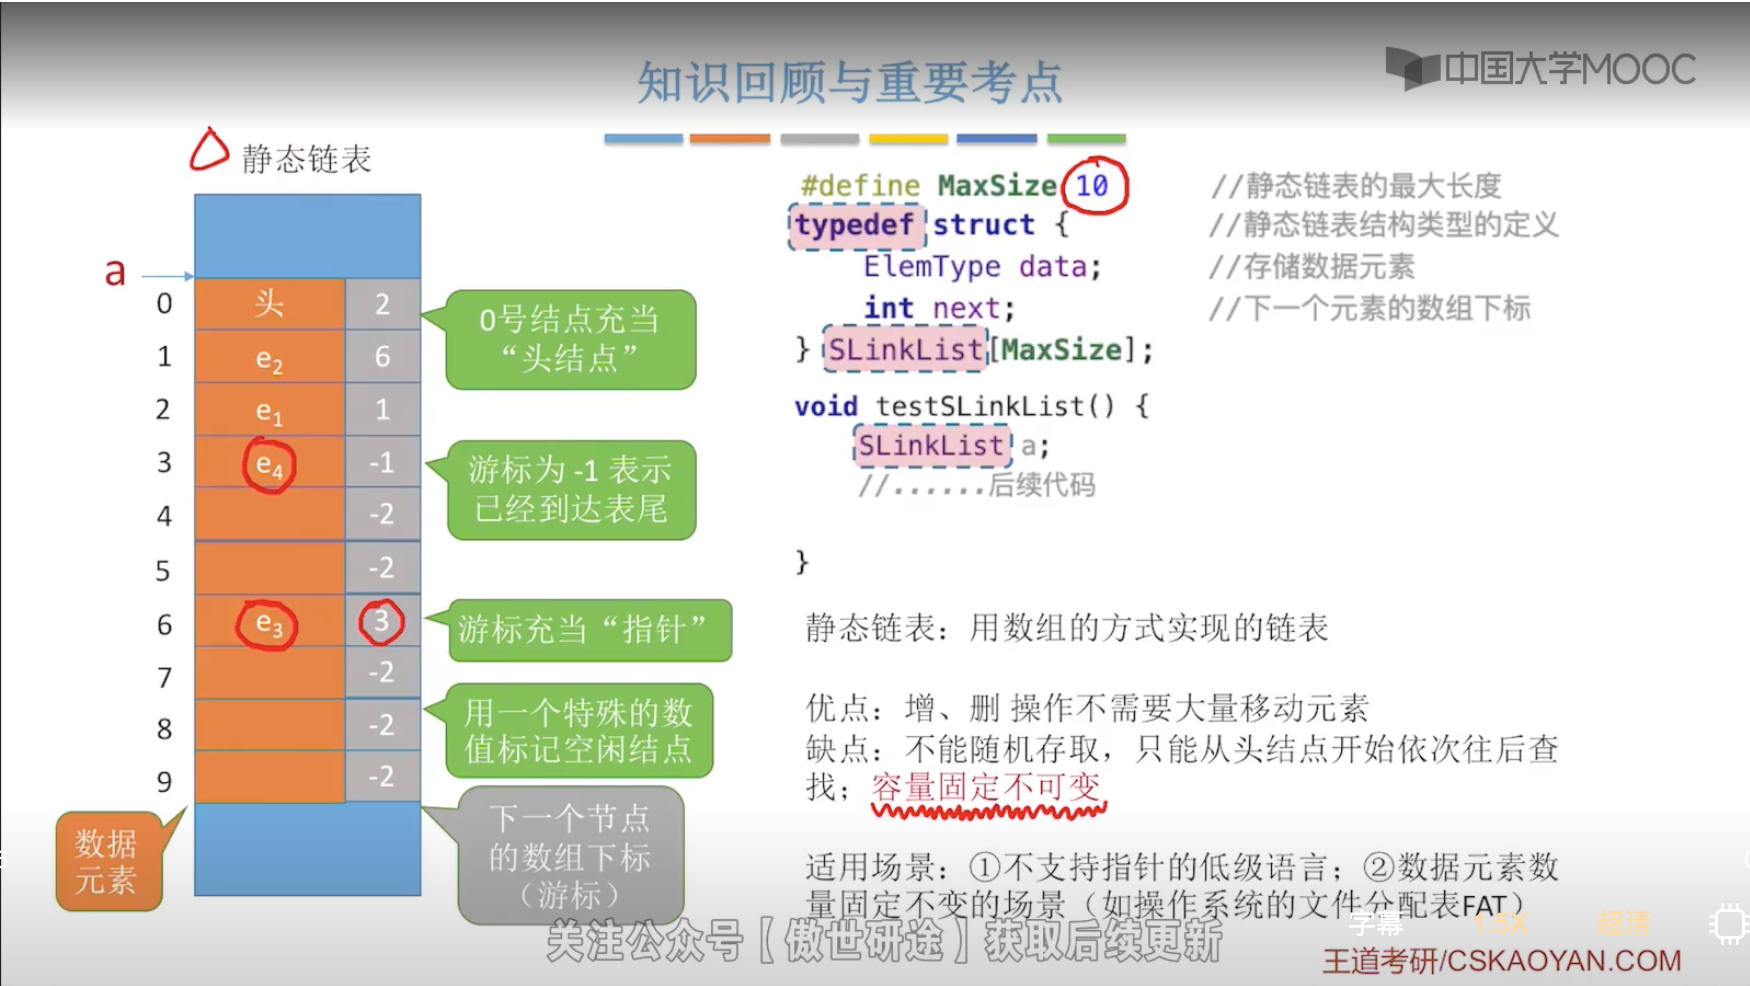 中国大学MOOC
知识回顾与重要考点
静态链表
a
0 头 2
1 e₂ 6
2 e₁ 1
3 e₄ -1
4 -2
5 -2
6 e₃ 3
7 -2
8 -2
9 -2
0号结点充当
“头结点”
游标为 -1 表示
已经到达表尾
游标充当“指针”
用一个特殊的数
值标记空闲结点
下一个节点
的数组下标
（游标）
数据
元素
#define MaxSize 10 //静态链表的最大长度
typedef struct { //静态链表结构类型的定义
ElemType data; //存储数据元素
int next; //下一个元素的数组下标
} SLinkList[MaxSize];
void testSLinkList() {
SLinkList a;
//......后续代码
}
静态链表：用数组的方式实现的链表
优点：增、删 操作不需要大量移动元素
缺点：不能随机存取，只能从头结点开始依次往后查
找；容量固定不可变
适用场景：①不支持指针的低级语言；②数据元素数
量固定不变的场景（如操作系统的文件分配表FAT）
关注公众号【傲世研途】获取后续更新
字幕 1.5X 超清
王道考研/CSKAOYAN.COM